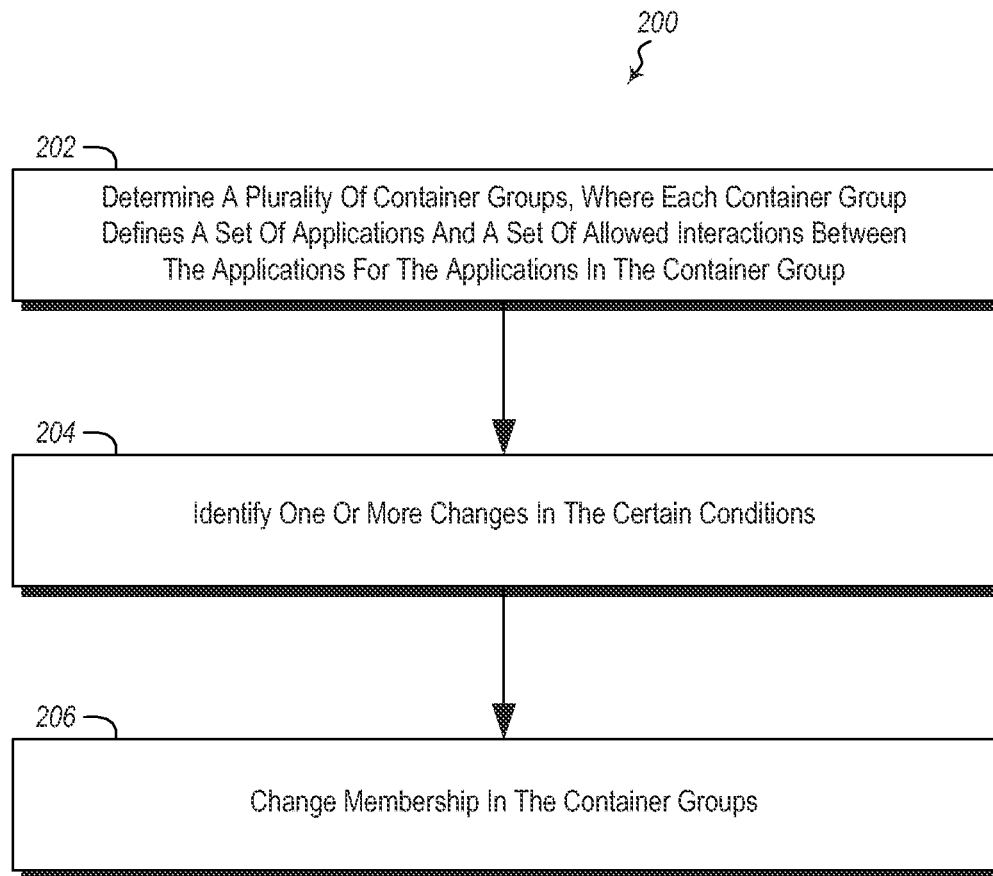 200
202
Determine A Plurality Of Container Groups, Where Each Container Group
Defines A Set Of Applications And A Set Of Allowed Interactions Between
The Applications For The Applications In The Container Group
204
Identify One Or More Changes In The Certain Conditions
206
Change Membership In The Container Groups